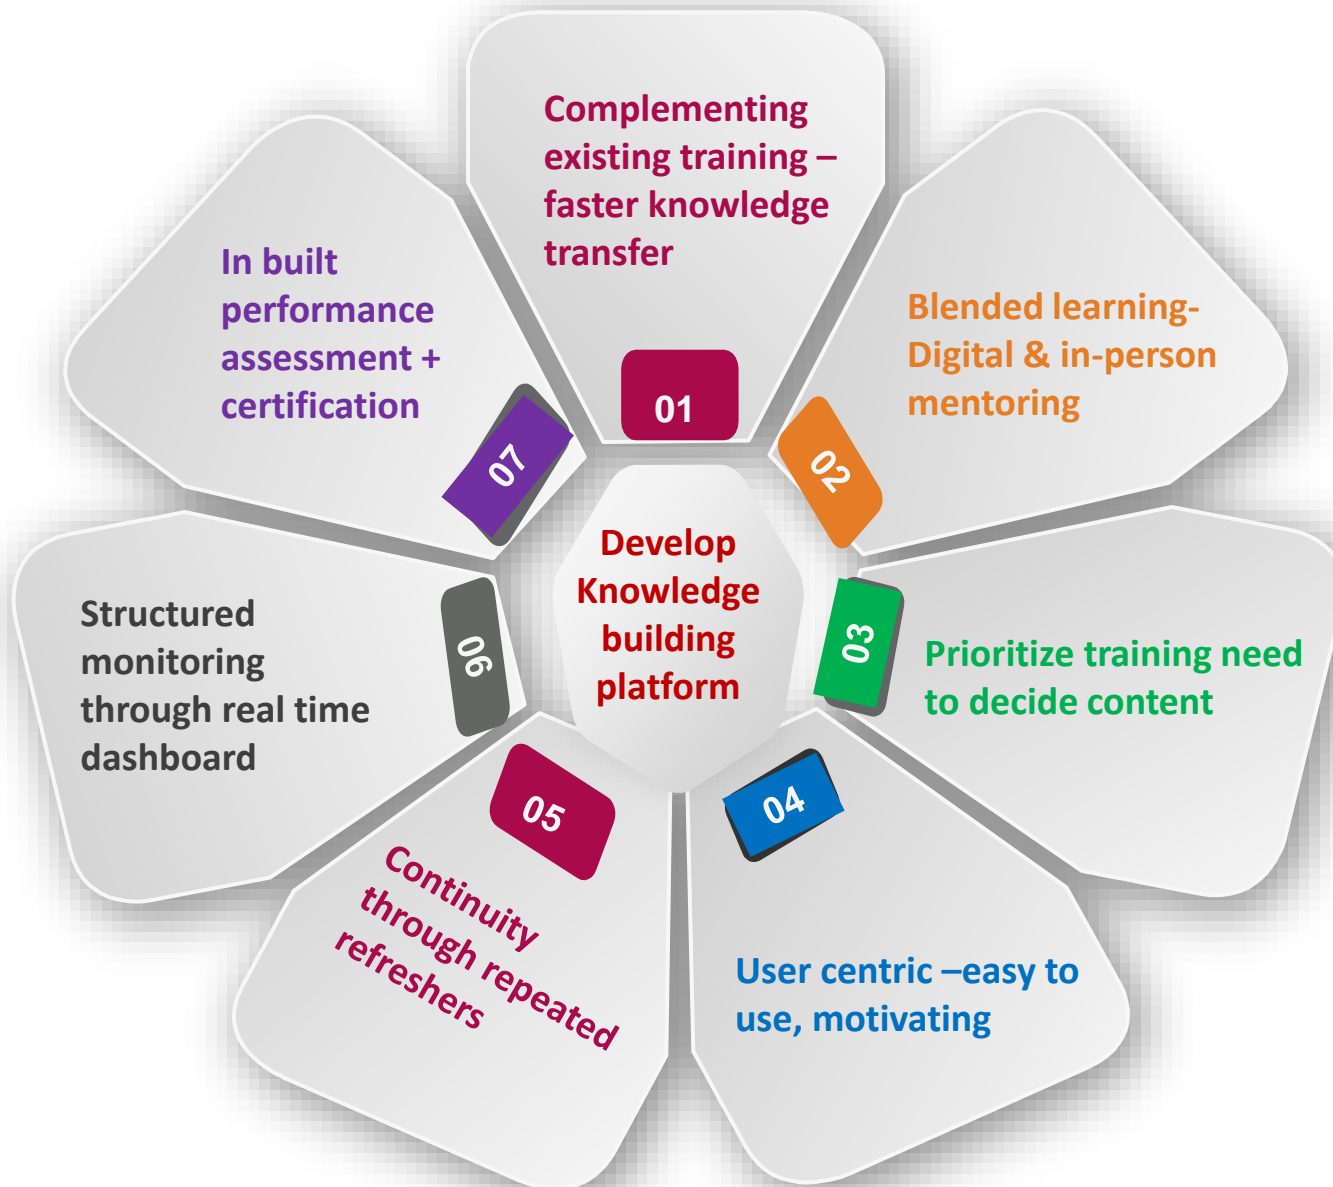 Complementing
existing training –
faster knowledge
transfer
01
Blended learning-
Digital & in-person
mentoring
02
Prioritize training need
to decide content
03
User centric –easy to
use, motivating
04
Continuity
through repeated
refreshers
05
Structured
monitoring
through real time
dashboard
06
In built
performance
assessment +
certification
07
Develop
Knowledge
building
platform